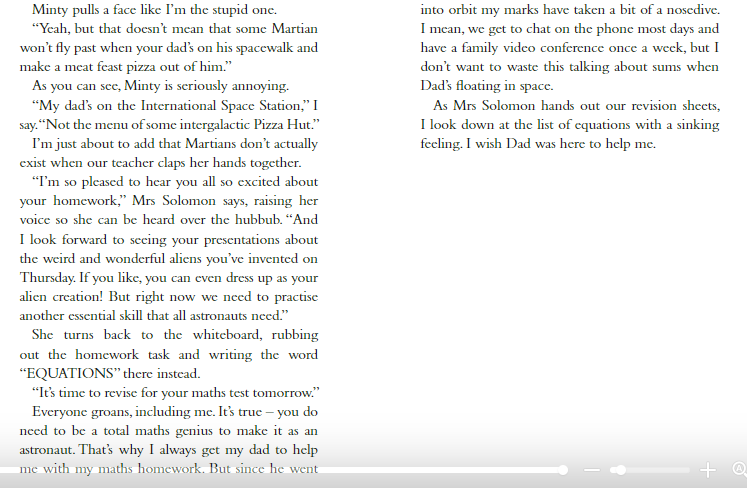 Minty pulls a face like I'm the stupid one.
“Yeah, but that doesn't mean that some Martian
won't fly past when your dad's on his spacewalk and
make a meat feast pizza out of him.”
As you can see, Minty is seriously annoying.
“My dad's on the International Space Station,” I
say. “Not the menu of some intergalactic Pizza Hut.”
I'm just about to add that Martians don't actually
exist when our teacher claps her hands together.
“I'm so pleased to hear you all so excited about
your homework,” Mrs Solomon says, raising her
voice so she can be heard over the hubbub. “And
I look forward to seeing your presentations about
the weird and wonderful aliens you've invented on
Thursday. If you like, you can even dress up as your
alien creation! But right now we need to practise
another essential skill that all astronauts need.”
She turns back to the whiteboard, rubbing
out the homework task and writing the word
“EQUATIONS” there instead.
“It's time to revise for your maths test tomorrow.”
Everyone groans, including me. It's true – you do
need to be a total maths genius to make it as an
astronaut. That's why I always get my dad to help
me with my maths homework. But since he went
into orbit my marks have taken a bit of a nosedive.
I mean, we get to chat on the phone most days and
have a family video conference once a week, but I
don't want to waste this talking about sums when
Dad's floating in space.
As Mrs Solomon hands out our revision sheets,
I look down at the list of equations with a sinking
feeling. I wish Dad was here to help me.